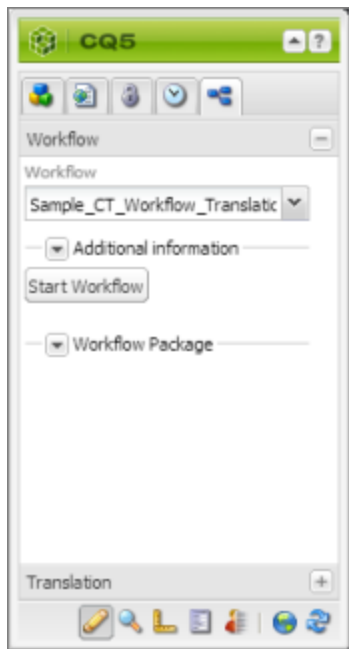 CQ5
?
Workflow
Workflow
Sample_CT_Workflow_Translatic
Additional information
Start Workflow
Workflow Package
Translation